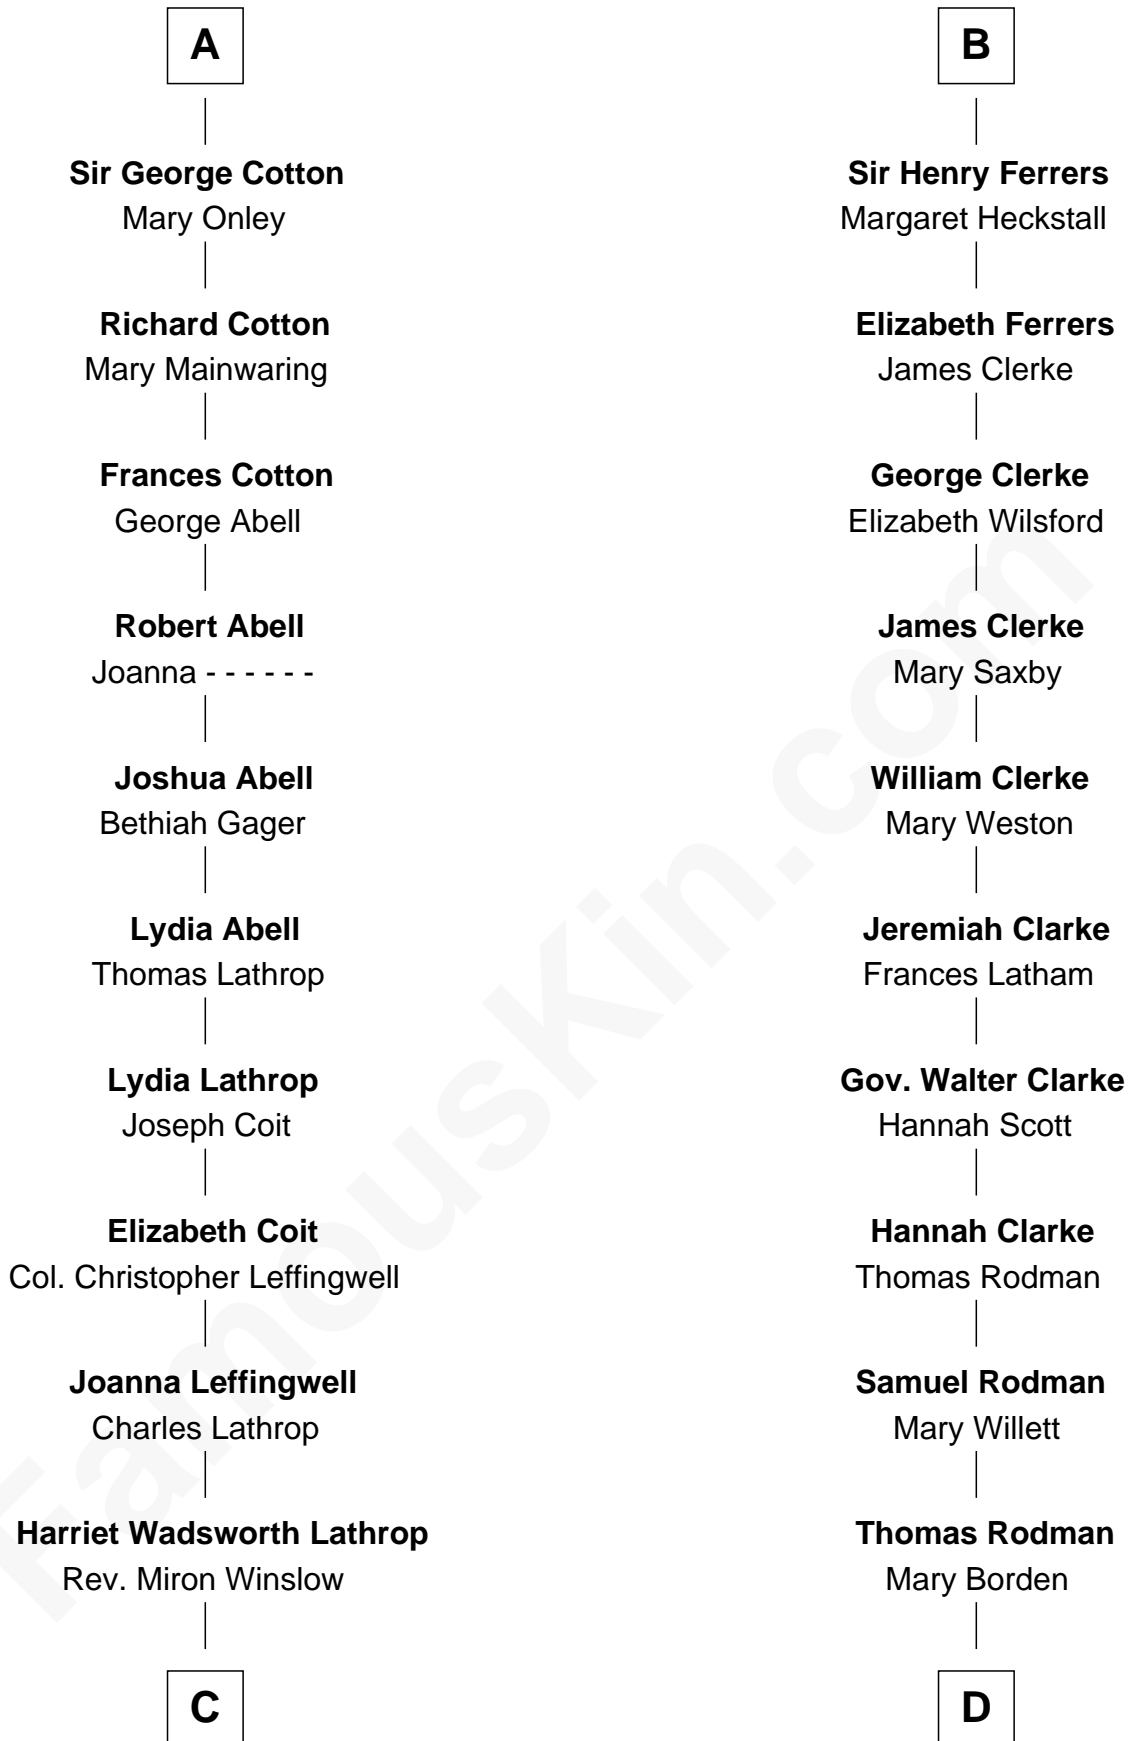 A
Sir George Cotton
Mary Onley
Richard Cotton
Mary Mainwaring
Frances Cotton
George Abell
Robert Abell
Joanna - - - - - -
Joshua Abell
Bethiah Gager
Lydia Abell
Thomas Lathrop
Lydia Lathrop
Joseph Coit
Elizabeth Coit
Col. Christopher Leffingwell
Joanna Leffingwell
Charles Lathrop
Harriet Wadsworth Lathrop
Rev. Miron Winslow
C
B
Sir Henry Ferrers
Margaret Heckstall
Elizabeth Ferrers
James Clerke
George Clerke
Elizabeth Wilsford
James Clerke
Mary Saxby
William Clerke
Mary Weston
Jeremiah Clarke
Frances Latham
Gov. Walter Clarke
Hannah Scott
Hannah Clarke
Thomas Rodman
Samuel Rodman
Mary Willett
Thomas Rodman
Mary Borden
D
FamousKin.com